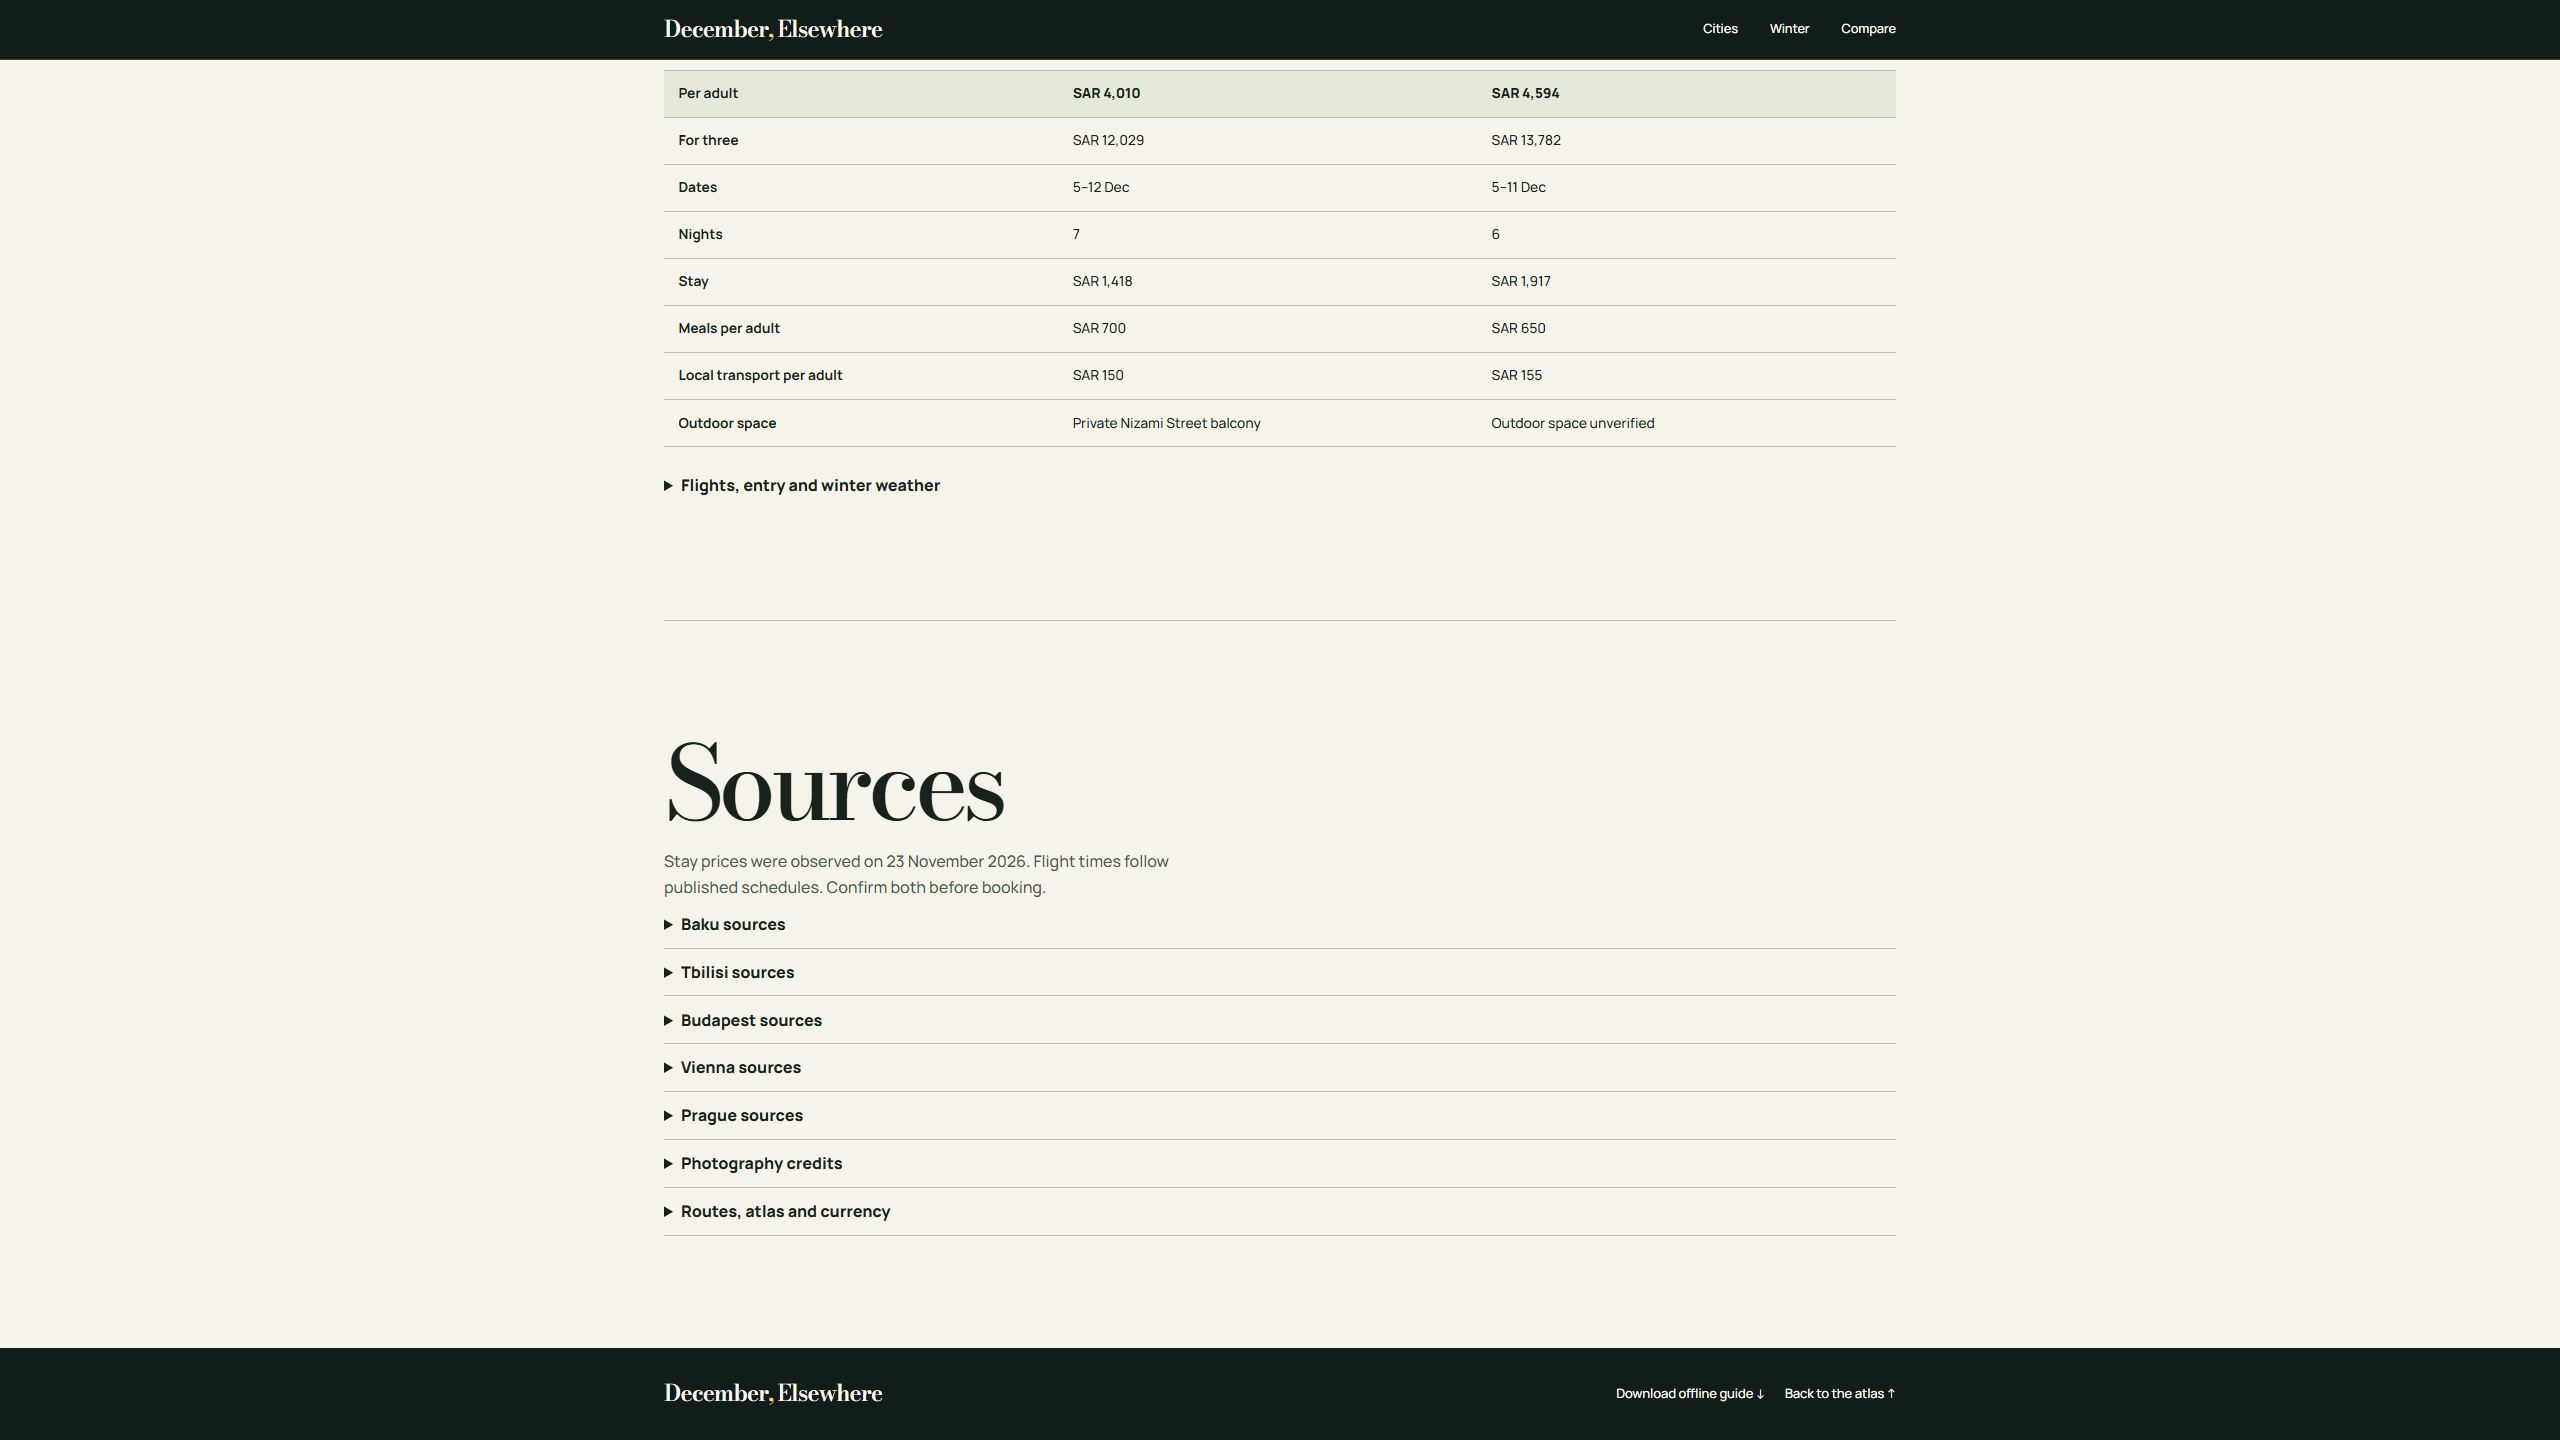 December, Elsewhere
Cities Winter Compare
Per adult SAR 4,010 SAR 4,594
For three SAR 12,029 SAR 13,782
Dates 5–12 Dec 5–11 Dec
Nights 7 6
Stay SAR 1,418 SAR 1,917
Meals per adult SAR 700 SAR 650
Local transport per adult SAR 150 SAR 155
Outdoor space Private Nizami Street balcony Outdoor space unverified
▶ Flights, entry and winter weather
Sources
Stay prices were observed on 23 November 2026. Flight times follow
published schedules. Confirm both before booking.
▶ Baku sources
▶ Tbilisi sources
▶ Budapest sources
▶ Vienna sources
▶ Prague sources
▶ Photography credits
▶ Routes, atlas and currency
December, Elsewhere
Download offline guide ↓ Back to the atlas ↑